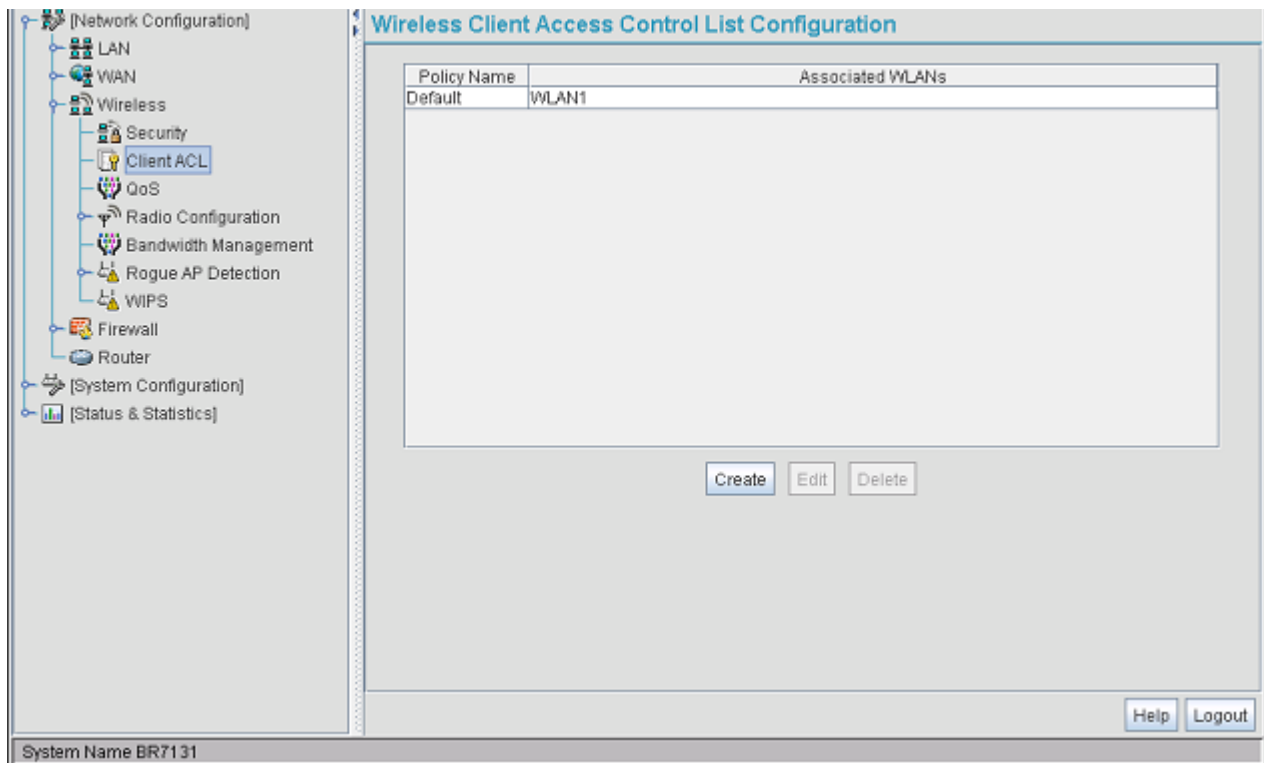 [Network Configuration]
LAN
WAN
Wireless
Security
Client ACL
QoS
Radio Configuration
Bandwidth Management
Rogue AP Detection
WIPS
Firewall
Router
[System Configuration]
[Status & Statistics]
Wireless Client Access Control List Configuration
Policy Name Associated WLANs
Default WLAN1
Create Edit Delete
Help Logout
System Name BR7131